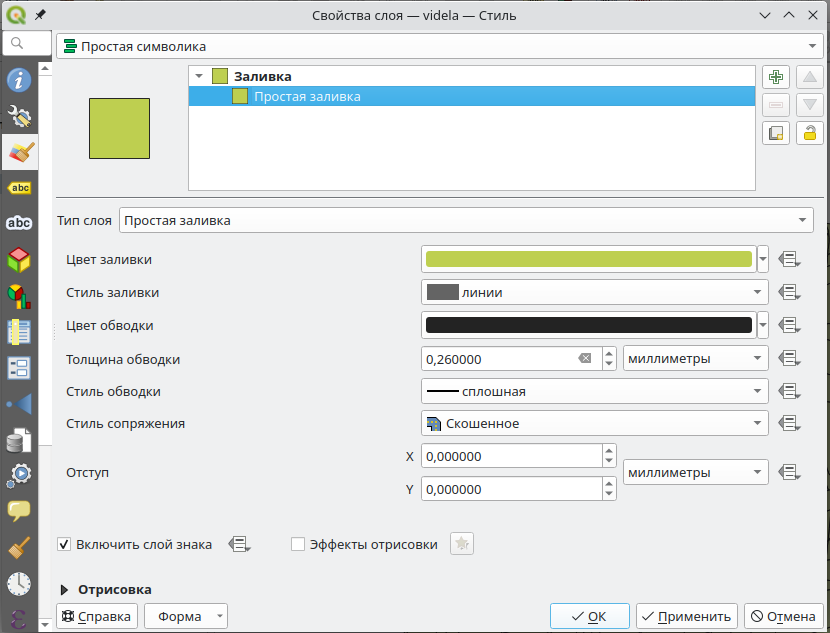 Свойства слоя — videla — Стиль
Простая символика
Заливка
Простая заливка
abc
abc
Тип слоя Простая заливка
Цвет заливки
Стиль заливки линии
Цвет обводки
Толщина обводки 0,260000 миллиметры
Стиль обводки сплошная
Стиль сопряжения Скошенное
X 0,000000
Отступ миллиметры
Y 0,000000
Включить слой знака Эффекты отрисовки
Отрисовка
Справка Форма OK Применить Отмена